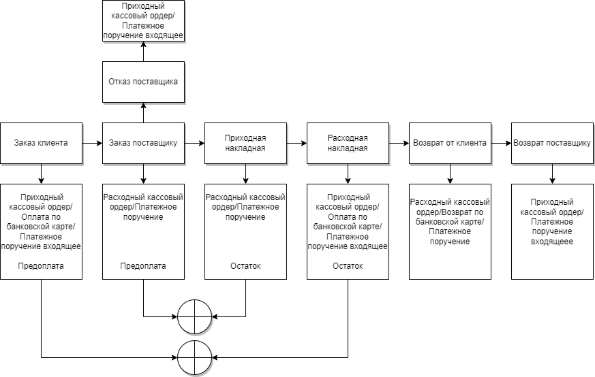 Приходный
кассовый ордер/
Платежное
поручение входящее
Отказ поставщика
Заказ клиента
Заказ поставщику
Приходная
накладная
Расходная
накладная
Возврат от клиента
Возврат поставщику
Приходный
кассовый ордер/
Оплата по
банковской карте/
Платежное
поручение входящее
Предоплата
Расходный кассовый
ордер/Платежное
поручение
Предоплата
Расходный кассовый
ордер/Платежное
поручение
Остаток
Приходный
кассовый ордер/
Оплата по
банковской карте/
Платежное
поручение входящее
Остаток
Расходный кассовый
ордер/Возврат по
банковской карте/
Платежное
поручение
Приходный
кассовый ордер/
Платежное
поручение
входящеее